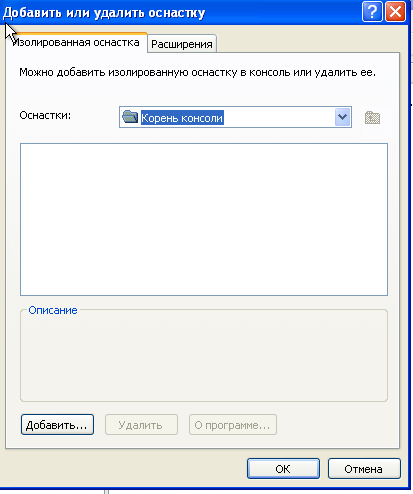 Добавить или удалить оснастку
Изолированная оснастка
Расширения
Можно добавить изолированную оснастку в консоль или удалить ее.
Оснастки:
Корень консоли
Описание
Добавить...
Удалить
О программе...
OK
Отмена